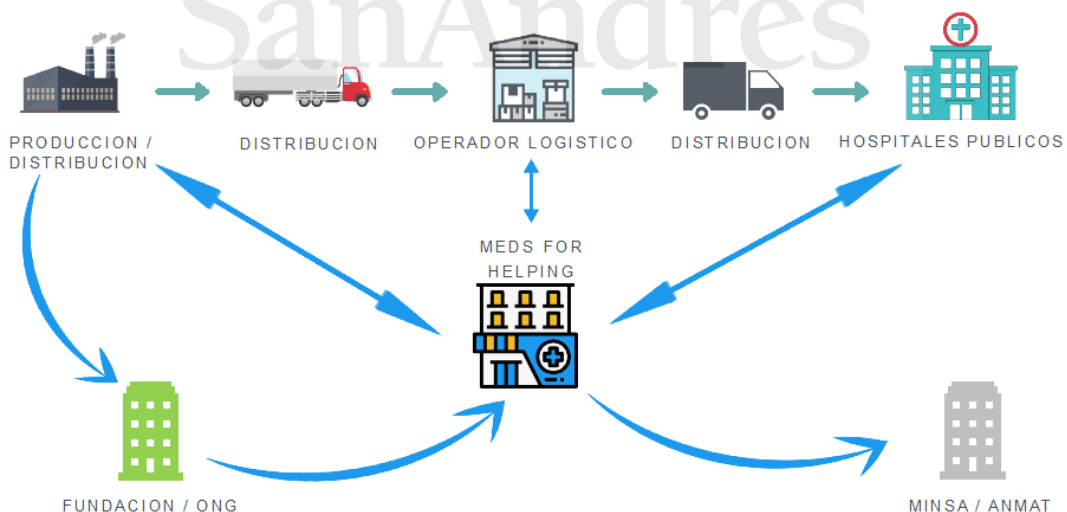 SanAndres
PRODUCCION /
DISTRIBUCION
DISTRIBUCION
OPERADOR LOGISTICO
DISTRIBUCION
HOSPITALES PUBLICOS
MEDS FOR
HELPING
FUNDACION / ONG
MINSA / ANMAT